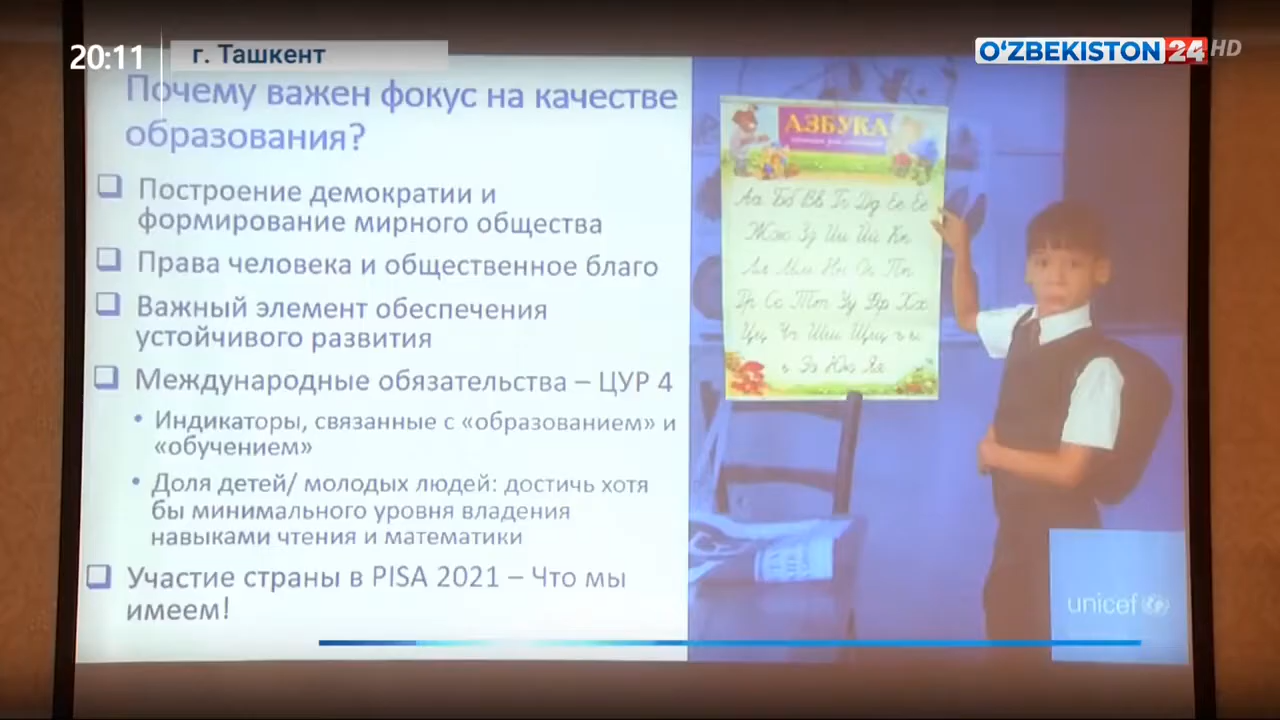 20:11
г. Ташкент
O‘ZBEKISTON 24 HD
Почему важен фокус на качестве
образования?
Построение демократии и
формирование мирного общества
Права человека и общественное благо
Важный элемент обеспечения
устойчивого развития
Международные обязательства – ЦУР 4
• Индикаторы, связанные с «образованием» и
«обучением»
• Доля детей/ молодых людей: достичь хотя
бы минимального уровня владения
навыками чтения и математики
Участие страны в PISA 2021 – Что мы
имеем!
АЗБУКА
Аа Бб Вв Гг Дд Ее Ёё
Жж Зз Ии Йй Кк
Лл Мм Нн Оо Пп
Рр Сс Тт Уу Фф Хх
Цц Чч Шш Щщ ъ ы
ь Ээ Юю Яя
unicef